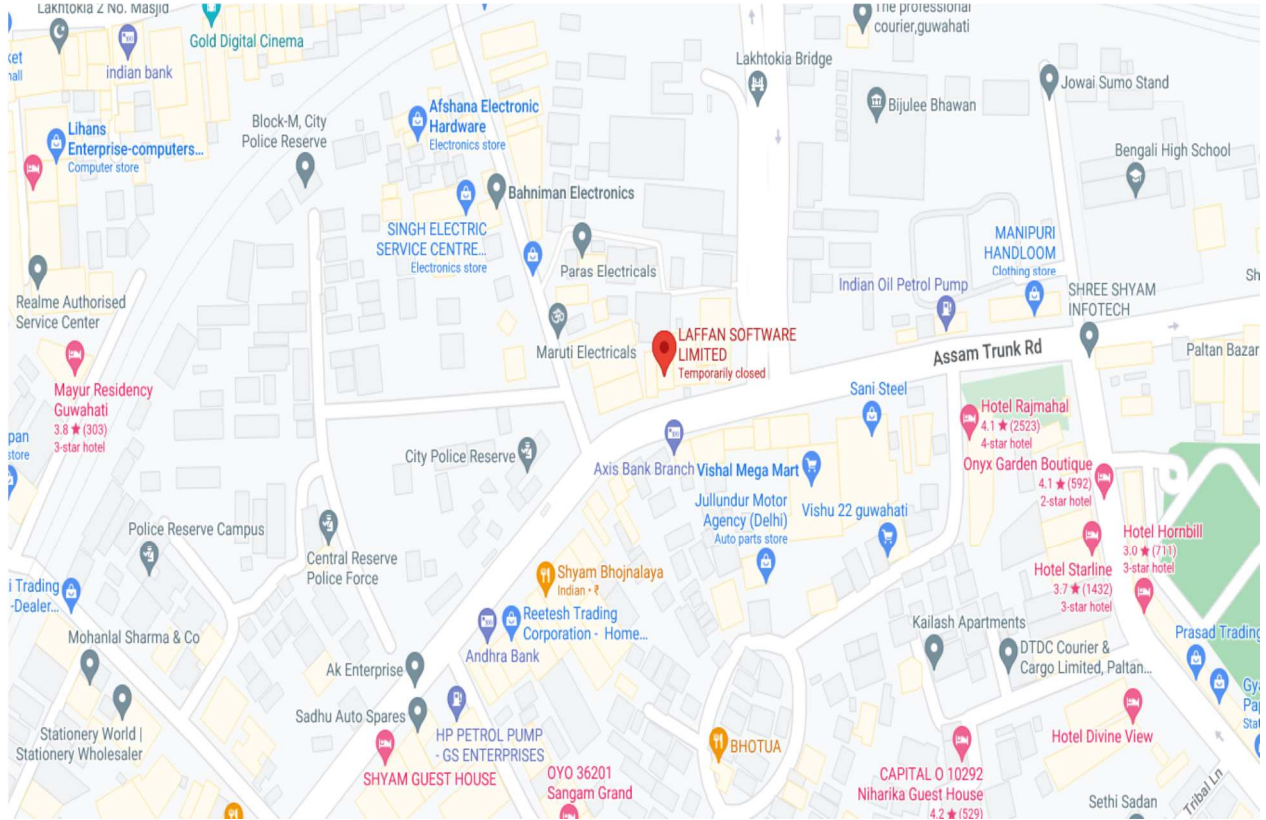 Lakhtokia 2 No. Masjid
Gold Digital Cinema
indian bank
ket
hall
The professional
courier,guwahati
Lakhtokia Bridge
Jowai Sumo Stand
Bijulee Bhawan
Block-M, City
Police Reserve
Afshana Electronic
Hardware
Electronics store
Lihans
Enterprise-computers...
Computer store
Bengali High School
Bahniman Electronics
SINGH ELECTRIC
SERVICE CENTRE...
Electronics store
MANIPURI
HANDLOOM
Clothing store
Paras Electricals
Indian Oil Petrol Pump
Sh
SHREE SHYAM
INFOTECH
Realme Authorised
Service Center
LAFFAN SOFTWARE
LIMITED
Temporarily closed
Maruti Electricals
Assam Trunk Rd
Paltan Bazar
Mayur Residency
Guwahati
3.8 ★ (303)
3-star hotel
Sani Steel
Hotel Rajmahal
4.1 ★ (2523)
4-star hotel
pan
store
City Police Reserve
Axis Bank Branch
Vishal Mega Mart
Onyx Garden Boutique
4.1 ★ (592)
2-star hotel
Jullundur Motor
Agency (Delhi)
Auto parts store
Vishu 22 guwahati
Police Reserve Campus
Central Reserve
Police Force
Hotel Hornbill
3.0 ★ (711)
3-star hotel
Hotel Starline
3.7 ★ (1432)
3-star hotel
Shyam Bhojnalaya
Indian • ₹
i Trading
-Dealer...
Reetesh Trading
Corporation - Home...
Andhra Bank
Kailash Apartments
Mohanlal Sharma & Co
Prasad Trading
DTDC Courier &
Cargo Limited, Paltan...
Ak Enterprise
Gya
Pap
Stat
Sadhu Auto Spares
Stationery World |
Stationery Wholesaler
HP PETROL PUMP
- GS ENTERPRISES
Hotel Divine View
BHOTUA
SHYAM GUEST HOUSE
OYO 36201
Sangam Grand
CAPITAL O 10292
Niharika Guest House
4.2 ★ (529)
Sethi Sadan
Tribal Ln